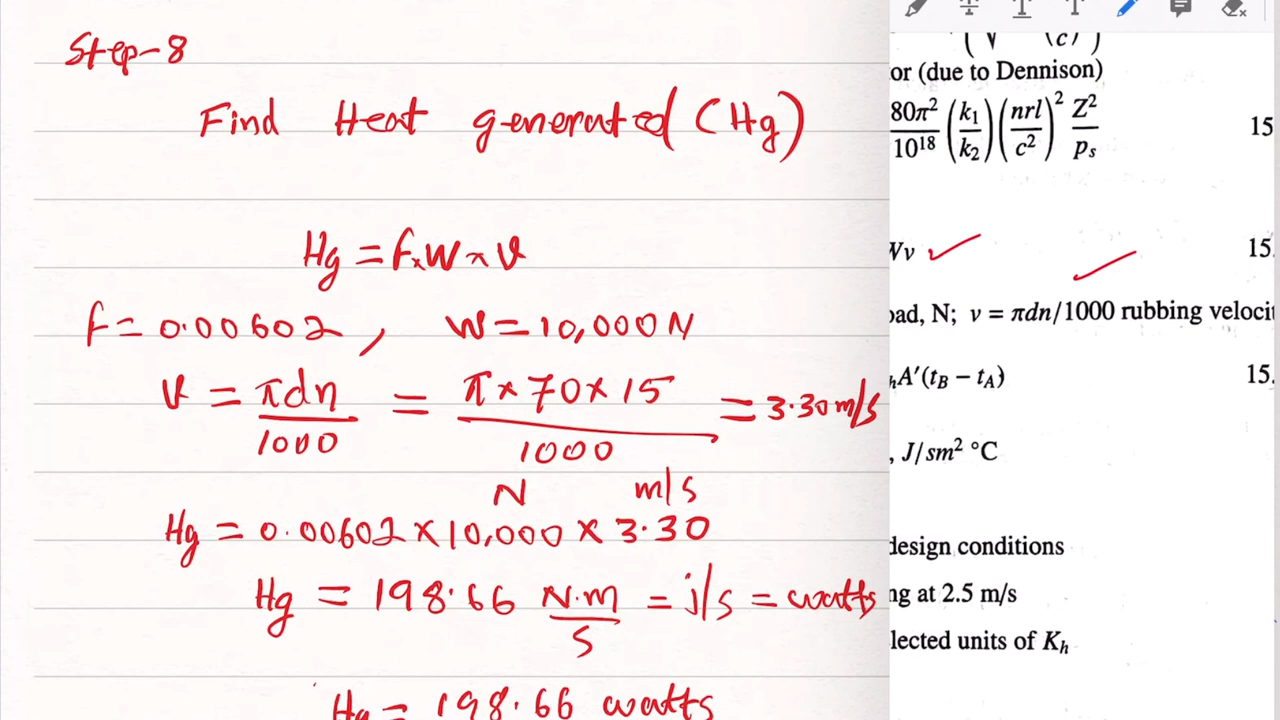 Step-8
Find Heat generated (Hg)
Hg = f x W x v
f = 0.00602, W = 10,000 N
v = πdn/1000 = π × 70 × 15/1000 = 3.30 m/s
N m/s
Hg = 0.00602 × 10,000 × 3.30
Hg = 198.66 N.m/s = j/s = watts
Hg = 198.66 watts
or (due to Dennison)
80π²/10¹⁸ (k₁/k₂) (nrl/c²)² Z²/pₛ 15
Wv ✓ 15.
oad, N; v = πdn/1000 rubbing veloci
ₕA′(t_B − t_A) 15.
, J/sm² °C
design conditions
ng at 2.5 m/s
lected units of Kₕ